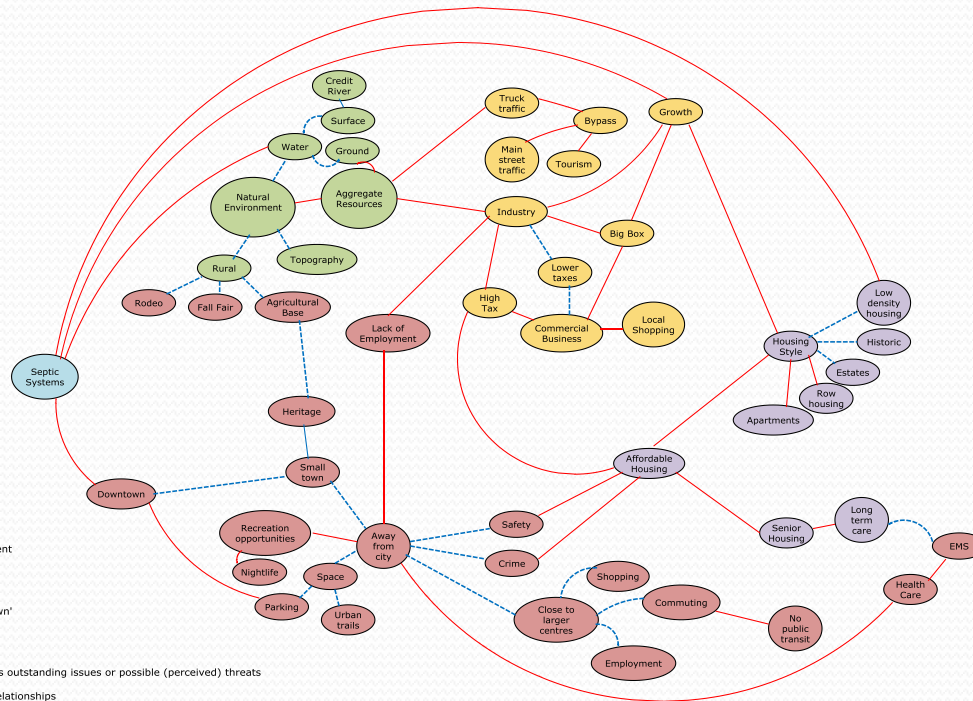 Credit
River
Surface
Water
Ground
Natural
Environment
Aggregate
Resources
Rural
Topography
Rodeo
Fall Fair
Agricultural
Base
Truck
traffic
Bypass
Main
street
traffic
Tourism
Growth
Industry
Big Box
Lower
taxes
High
Tax
Commercial
Business
Local
Shopping
Lack of
Employment
Septic
Systems
Low
density
housing
Housing
Style
Historic
Estates
Row
housing
Apartments
Heritage
Small
town
Downtown
Affordable
Housing
Senior
Housing
Long
term
care
EMS
Health
Care
Safety
Crime
Recreation
opportunities
Nightlife
Away
from
city
Space
Parking
Urban
trails
Close to
larger
centres
Shopping
Commuting
No
public
transit
Employment
ent
wn'
s outstanding issues or possible (perceived) threats
elationships